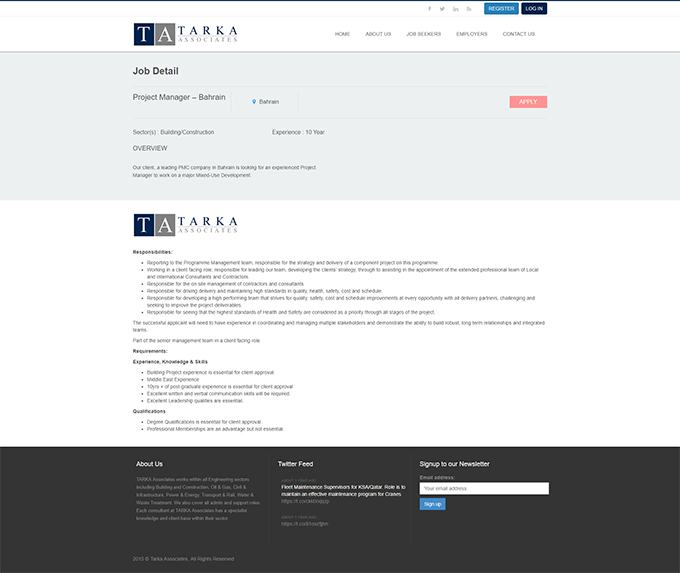 REGISTER LOG IN
TA TARKA ASSOCIATES
HOME ABOUT US JOB SEEKERS EMPLOYERS CONTACT US
Job Detail
Project Manager – Bahrain
Bahrain
APPLY
Sector(s) : Building/Construction
Experience : 10 Year
OVERVIEW
Our client, a leading PMC company in Bahrain is looking for an experienced Project
Manager to work on a major Mixed-Use Development.
TA TARKA ASSOCIATES
Responsibilities:
Reporting to the Programme Management team, responsible for the strategy and delivery of a component project on this programme.
Working in a client facing role, responsible for leading our team, developing the clients' strategy, through to assisting in the appointment of the extended professional team of Local
and International Consultants and Contractors.
Responsible for the on site management of contractors and consultants.
Responsible for driving delivery and maintaining high standards in quality, health, safety, cost and schedule.
Responsible for developing a high performing team that strives for quality, safety, cost and schedule improvements at every opportunity with all delivery partners, challenging and
seeking to improve the project deliverables.
Responsible for seeing that the highest standards of Health and Safety are considered as a priority through all stages of the project.
The successful applicant will need to have experience in coordinating and managing multiple stakeholders and demonstrate the ability to build robust, long term relationships and integrated
teams.
Part of the senior management team in a client facing role.
Requirements:
Experience, Knowledge & Skills
Building Project experience is essential for client approval
Middle East Experience
10yrs + of post graduate experience is essential for client approval
Excellent written and verbal communication skills will be required.
Excellent Leadership qualities are essential.
Qualifications
Degree Qualifications is essential for client approval
Professional Memberships are an advantage but not essential.
About Us
TARKA Associates works within all Engineering sectors
including Building and Construction, Oil & Gas, Civil &
Infrastructure, Power & Energy, Transport & Rail, Water &
Waste Treatment. We also cover all admin and support roles.
Each consultant at TARKA Associates has a specialist
knowledge and client base within their sector.
Twitter Feed
ABOUT 1 YEAR AGO
Fleet Maintenance Supervisors for KSA/Qatar. Role is to
maintain an effective maintenance program for Cranes
ABOUT 1 YEAR AGO
Signup to our Newsletter
Email address:
Your email address
Sign up
2015 © Tarka Associates, All Rights Reserved